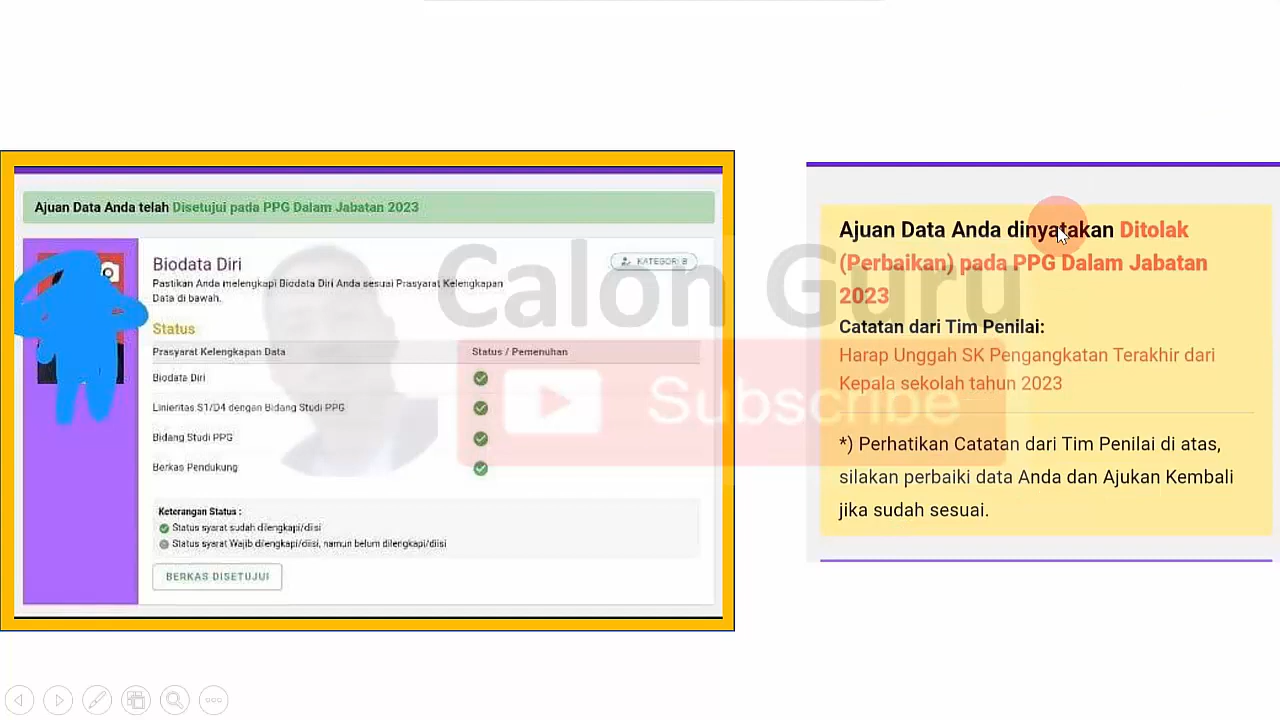 Ajuan Data Anda telah Disetujui pada PPG Dalam Jabatan 2023
Biodata Diri
KATEGORI B
Pastikan Anda melengkapi Biodata Diri Anda sesuai Prasyarat Kelengkapan
Data di bawah.
Status
Prasyarat Kelengkapan Data Status / Pemenuhan
Biodata Diri
Linieritas S1/D4 dengan Bidang Studi PPG
Bidang Studi PPG
Berkas Pendukung
Keterangan Status :
Status syarat sudah dilengkapi/diisi
Status syarat Wajib dilengkapi/diisi, namun belum dilengkapi/diisi
BERKAS DISETUJUI
Calon Guru
Subscribe
Ajuan Data Anda dinyatakan Ditolak
(Perbaikan) pada PPG Dalam Jabatan
2023
Catatan dari Tim Penilai:
Harap Unggah SK Pengangkatan Terakhir dari
Kepala sekolah tahun 2023
*) Perhatikan Catatan dari Tim Penilai di atas,
silakan perbaiki data Anda dan Ajukan Kembali
jika sudah sesuai.